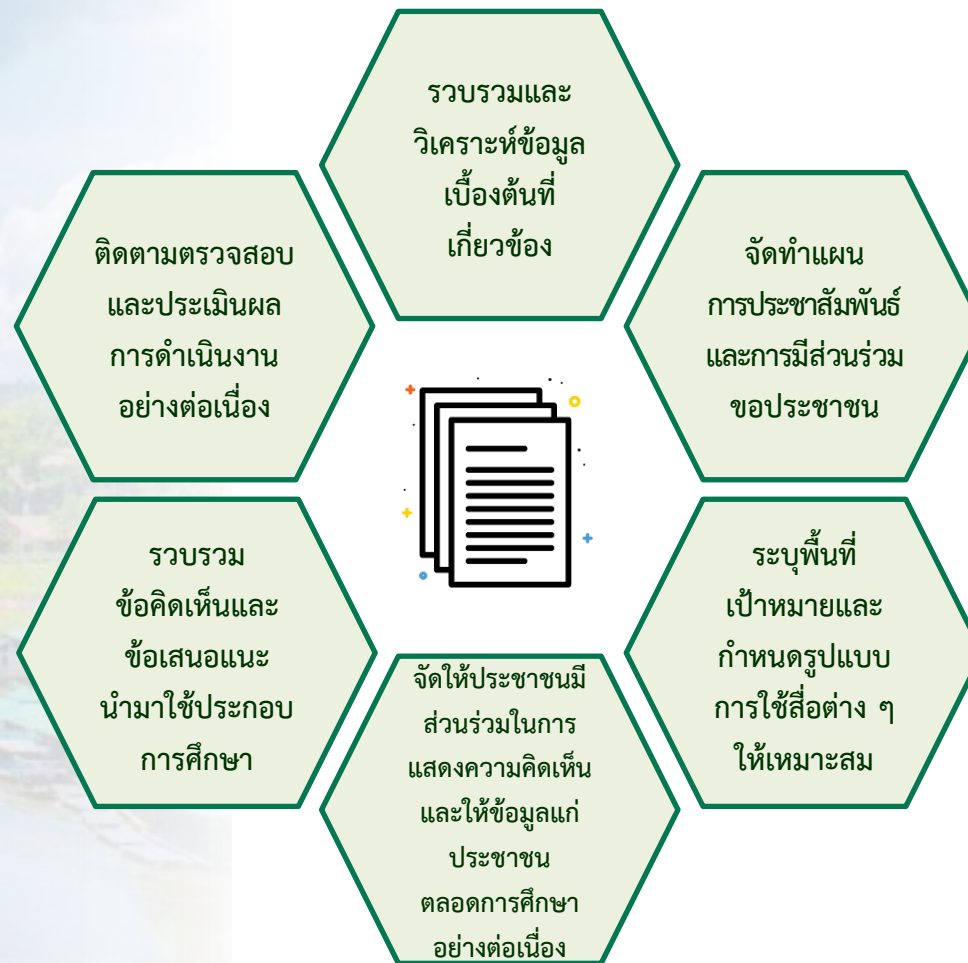 รวบรวมและ
วิเคราะห์ข้อมูล
เบื้องต้นที่
เกี่ยวข้อง
จัดทำแผน
การประชาสัมพันธ์
และการมีส่วนร่วม
ขอประชาชน
ระบุพื้นที่
เป้าหมายและ
กำหนดรูปแบบ
การใช้สื่อต่าง ๆ
ให้เหมาะสม
จัดให้ประชาชนมี
ส่วนร่วมในการ
แสดงความคิดเห็น
และให้ข้อมูลแก่
ประชาชน
ตลอดการศึกษา
อย่างต่อเนื่อง
รวบรวม
ข้อคิดเห็นและ
ข้อเสนอแนะ
นำมาใช้ประกอบ
การศึกษา
ติดตามตรวจสอบ
และประเมินผล
การดำเนินงาน
อย่างต่อเนื่อง